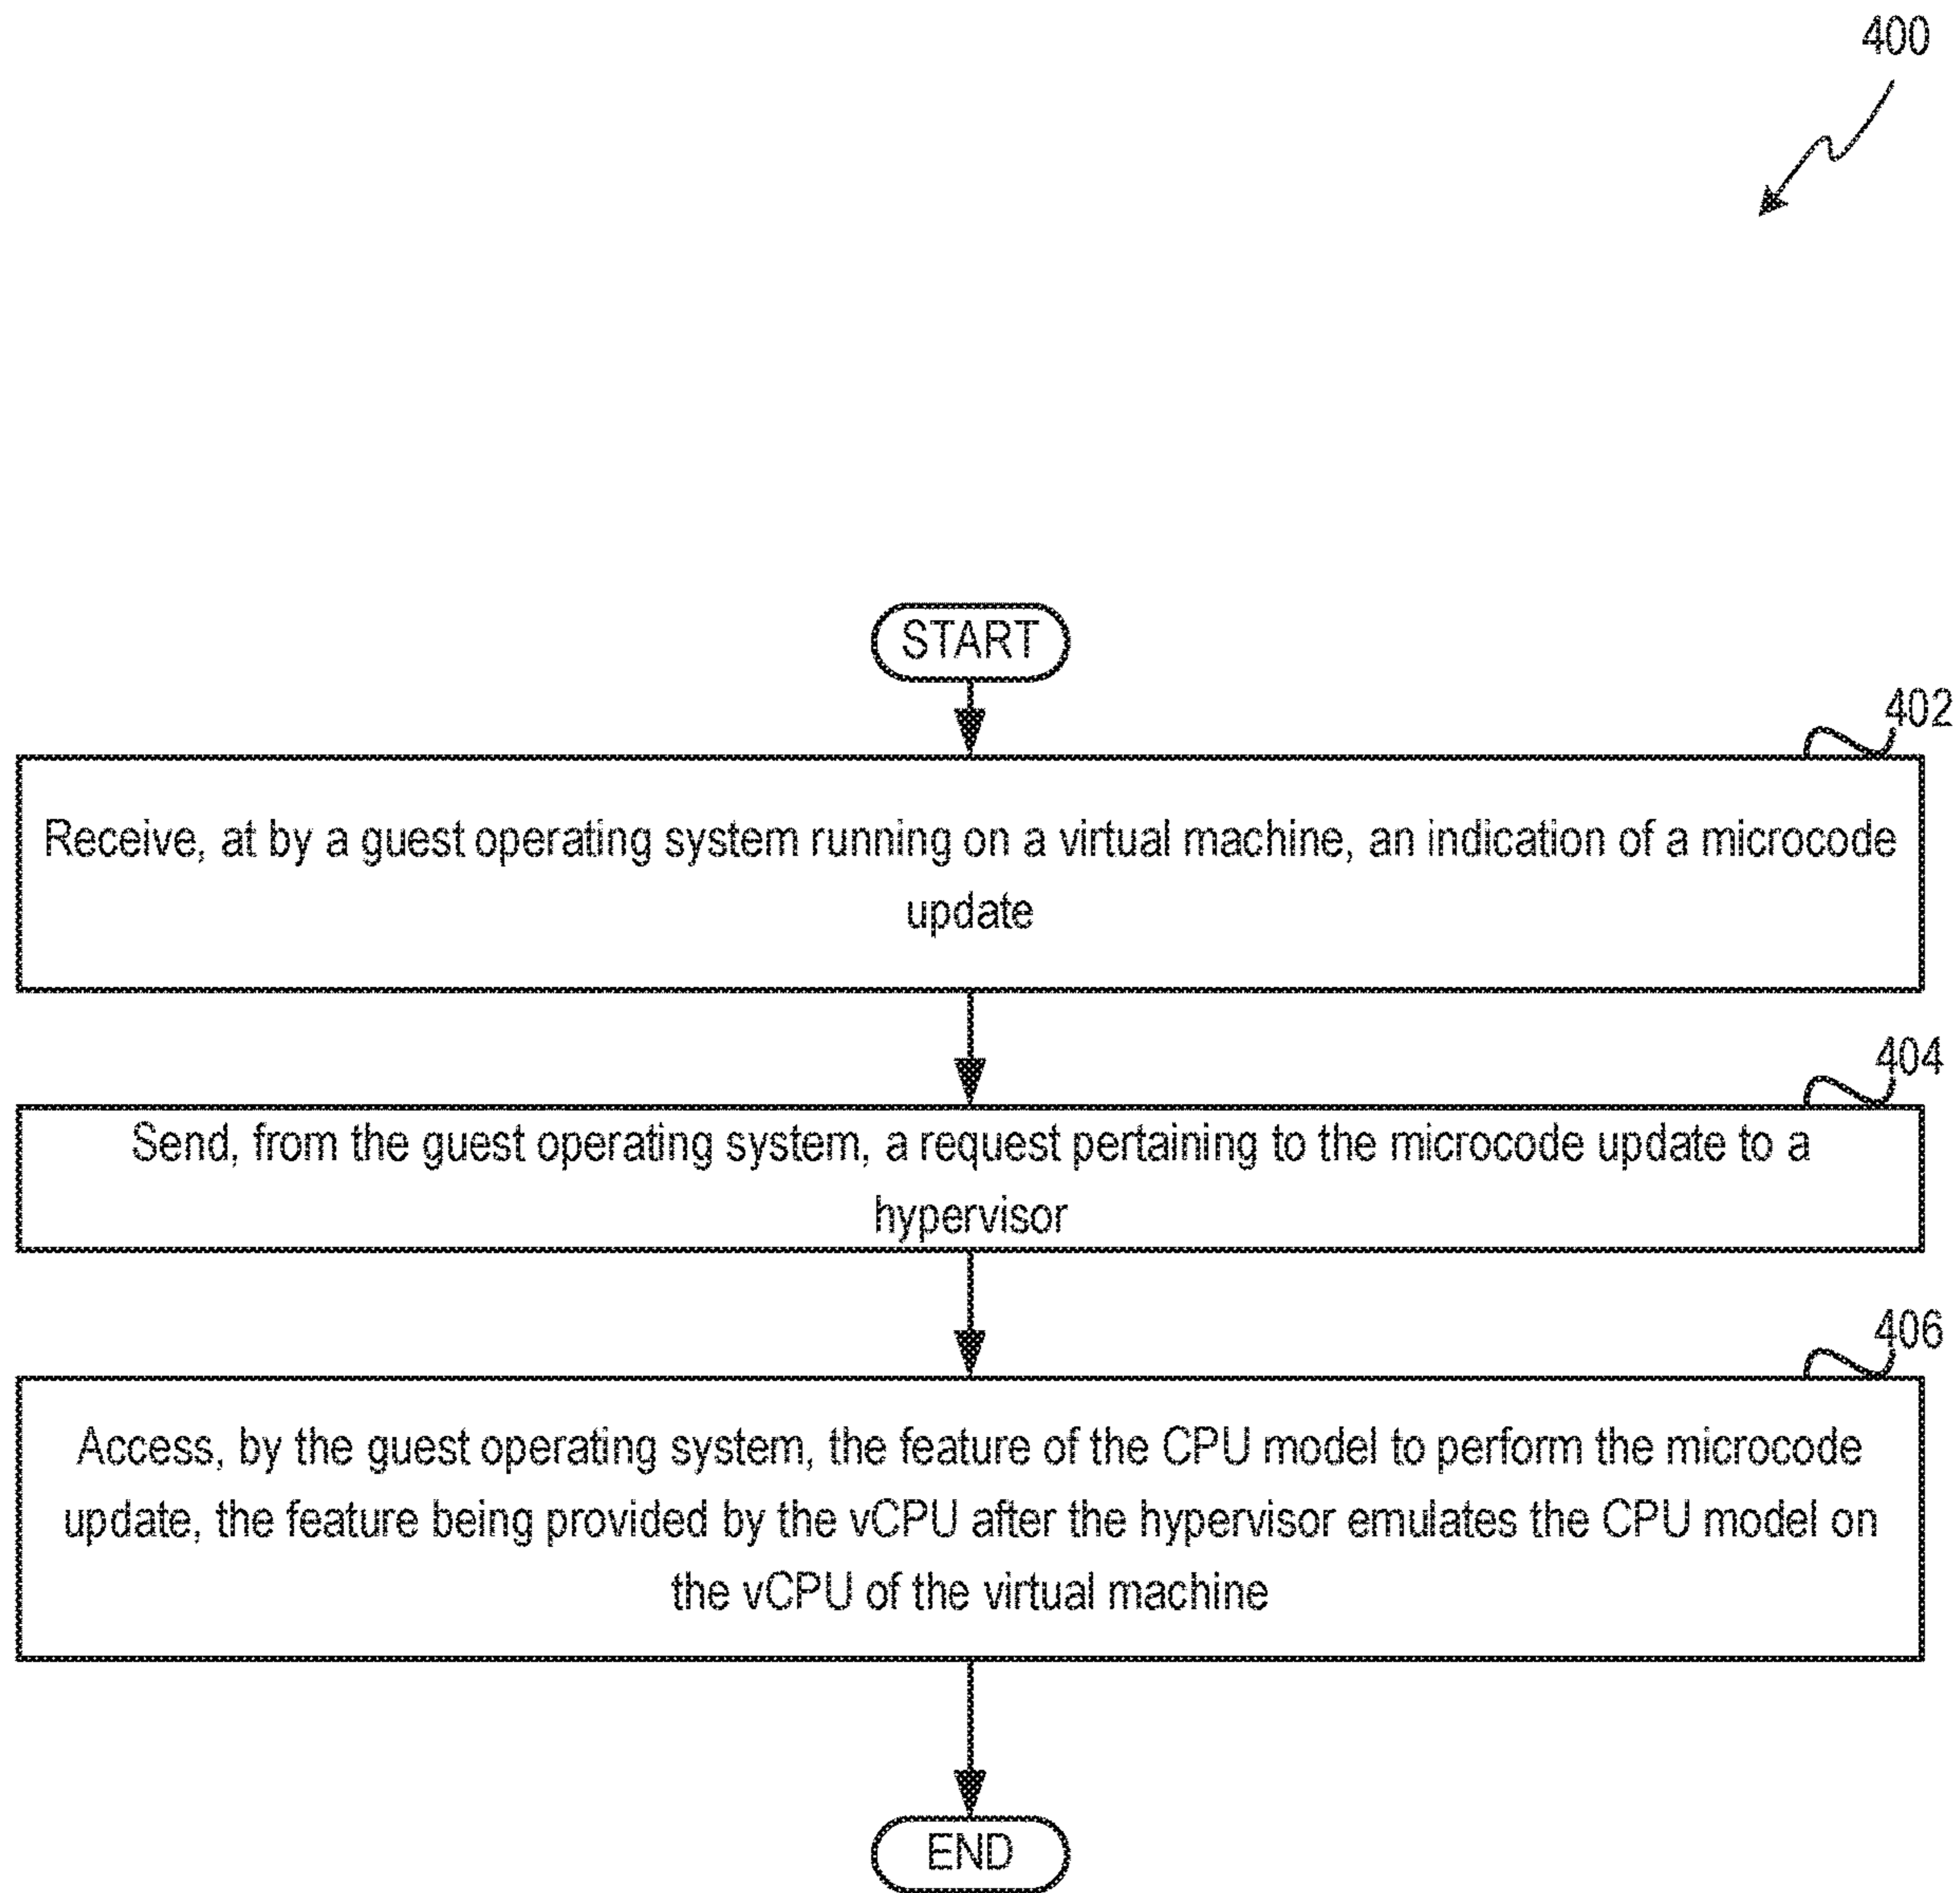 400
START
402
Receive, at by a guest operating system running on a virtual machine, an indication of a microcode
update
404
Send, from the guest operating system, a request pertaining to the microcode update to a
hypervisor
406
Access, by the guest operating system, the feature of the CPU model to perform the microcode
update, the feature being provided by the vCPU after the hypervisor emulates the CPU model on
the vCPU of the virtual machine
END